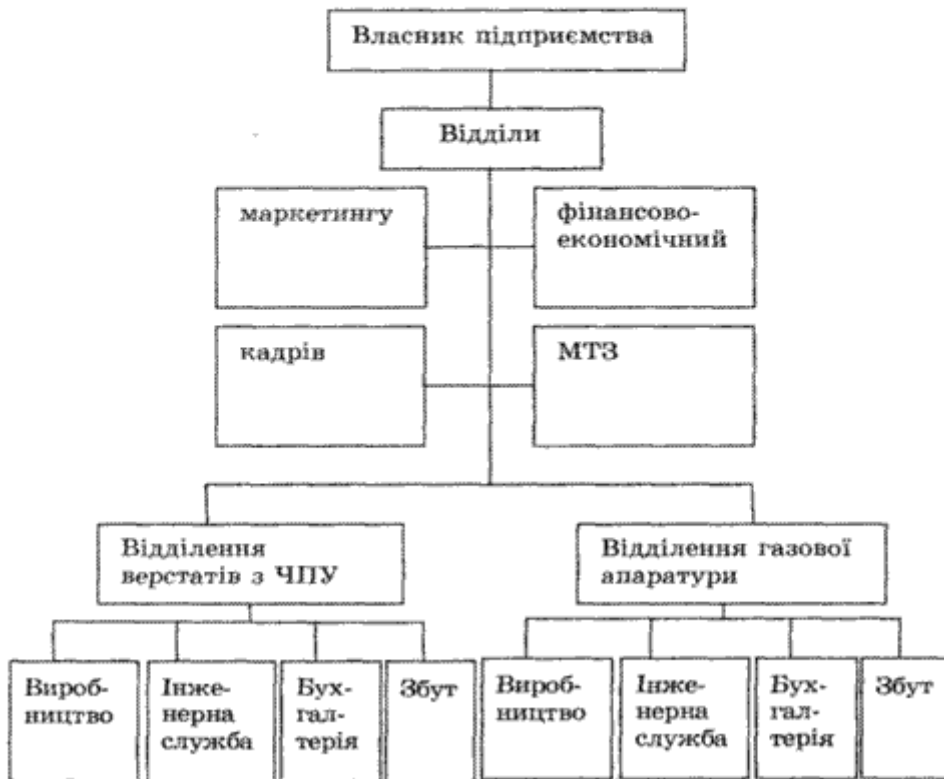 Власник підприємства
Відділи
маркетингу
фінансово-
економічний
кадрів
МТЗ
Відділення
верстатів з ЧПУ
Відділення газової
апаратури
Вироб-
ництво
Інже-
нерна
служба
Бух-
гал-
терія
Збут
Вироб-
ництво
Інже-
нерна
служба
Бух-
гал-
терія
Збут